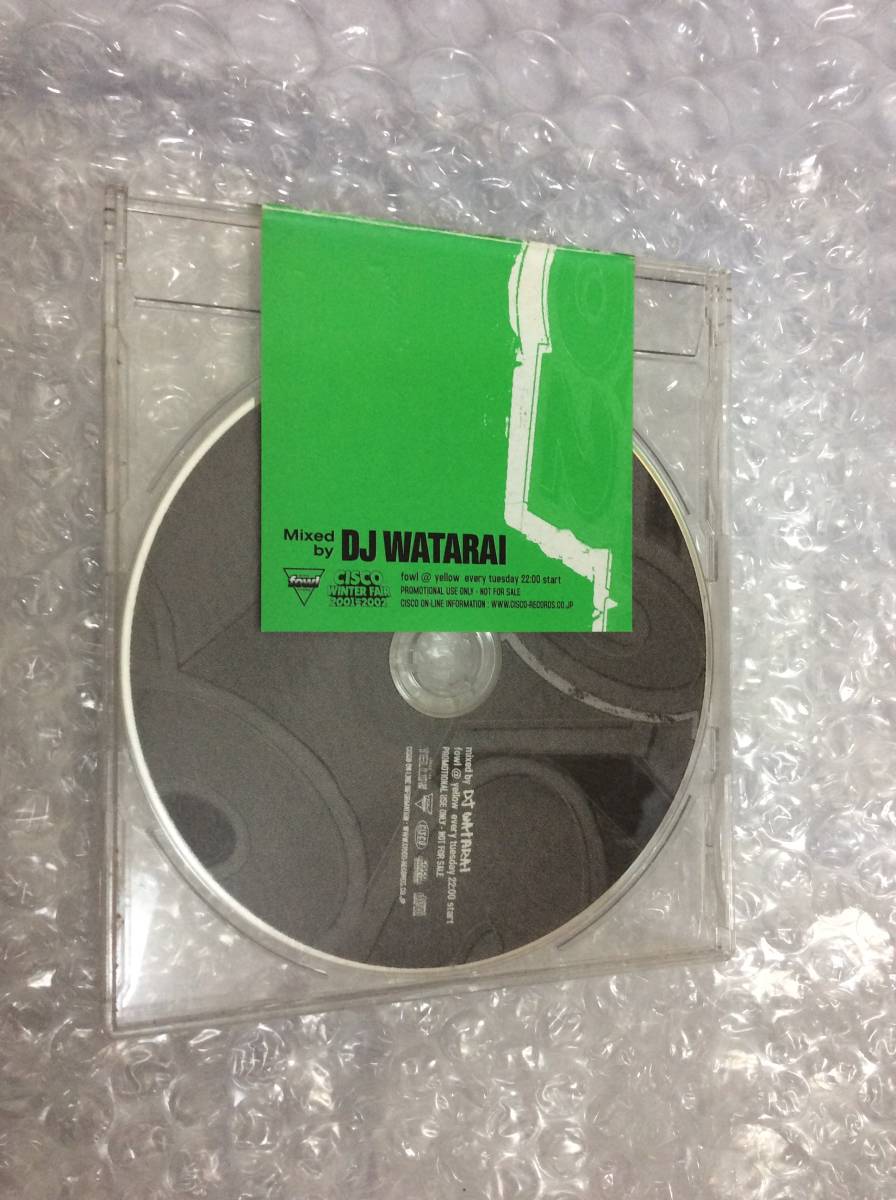 Mixed
by DJ WATARAI
fowl
CISCO
WINTER FAIR
2001-2002
fowl @ yellow every tuesday 22:00 start
PROMOTIONAL USE ONLY - NOT FOR SALE
CISCO ON-LINE INFORMATION : WWW.CISCO-RECORDS.CO.JP
mixed by DJ WATARAI
fowl @ yellow every tuesday 22:00 start
PROMOTIONAL USE ONLY - NOT FOR SALE
YELLOW
CISCO
CISCO ON-LINE INFORMATION : WWW.CISCO-RECORDS.CO.JP